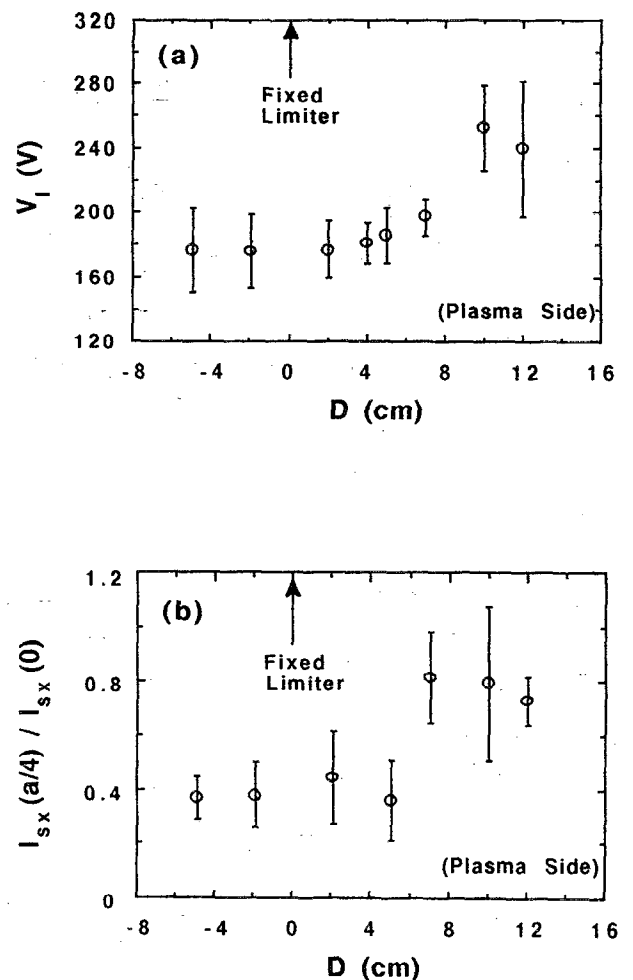 320
(a)
280
Fixed
Limiter
240
V_l (V)
200
160
(Plasma Side)
120
-8 -4 0 4 8 12 16
D (cm)
1.2
(b)
Fixed
Limiter
0.8
I_sx(a/4) / I_sx(0)
0.4
(Plasma Side)
0
-8 -4 0 4 8 12 16
D (cm)